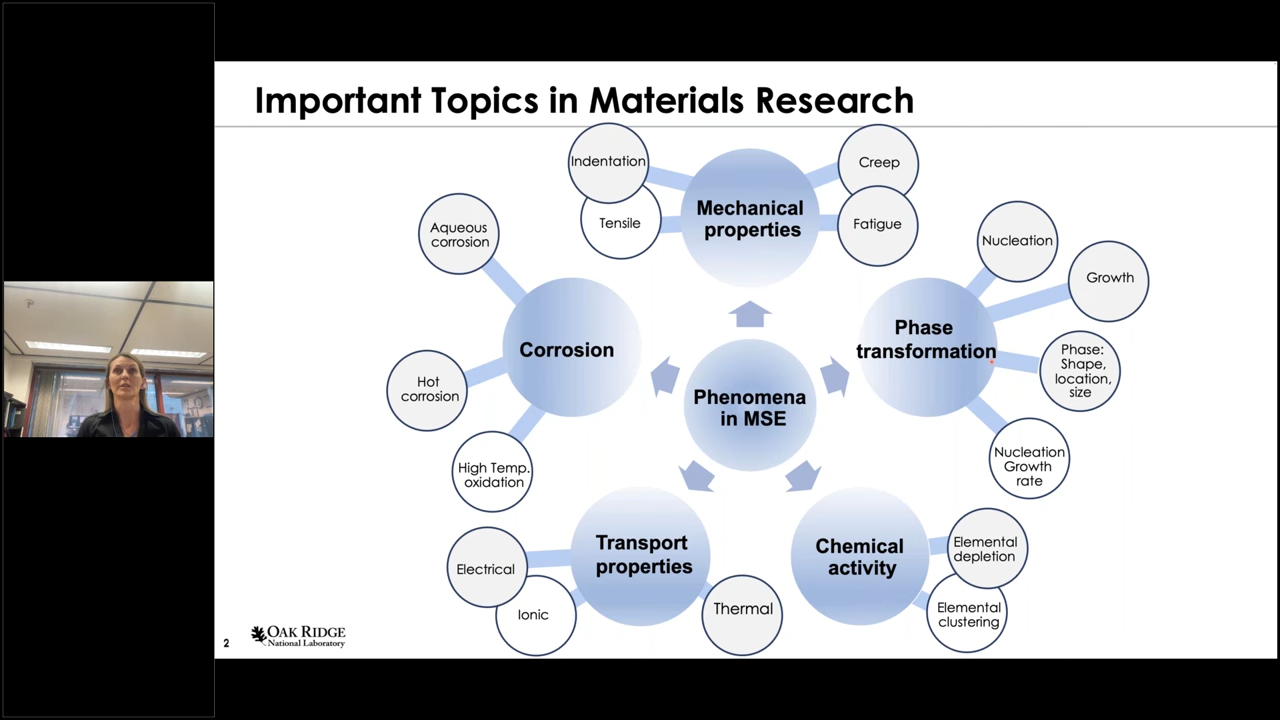 Important Topics in Materials Research
Indentation
Tensile
Mechanical
properties
Creep
Fatigue
Aqueous
corrosion
Corrosion
Hot
corrosion
High Temp.
oxidation
Phenomena
in MSE
Phase
transformation
Nucleation
Growth
Phase:
Shape,
location,
size
Nucleation
Growth
rate
Transport
properties
Electrical
Ionic
Thermal
Chemical
activity
Elemental
depletion
Elemental
clustering
2
OAK RIDGE
National Laboratory